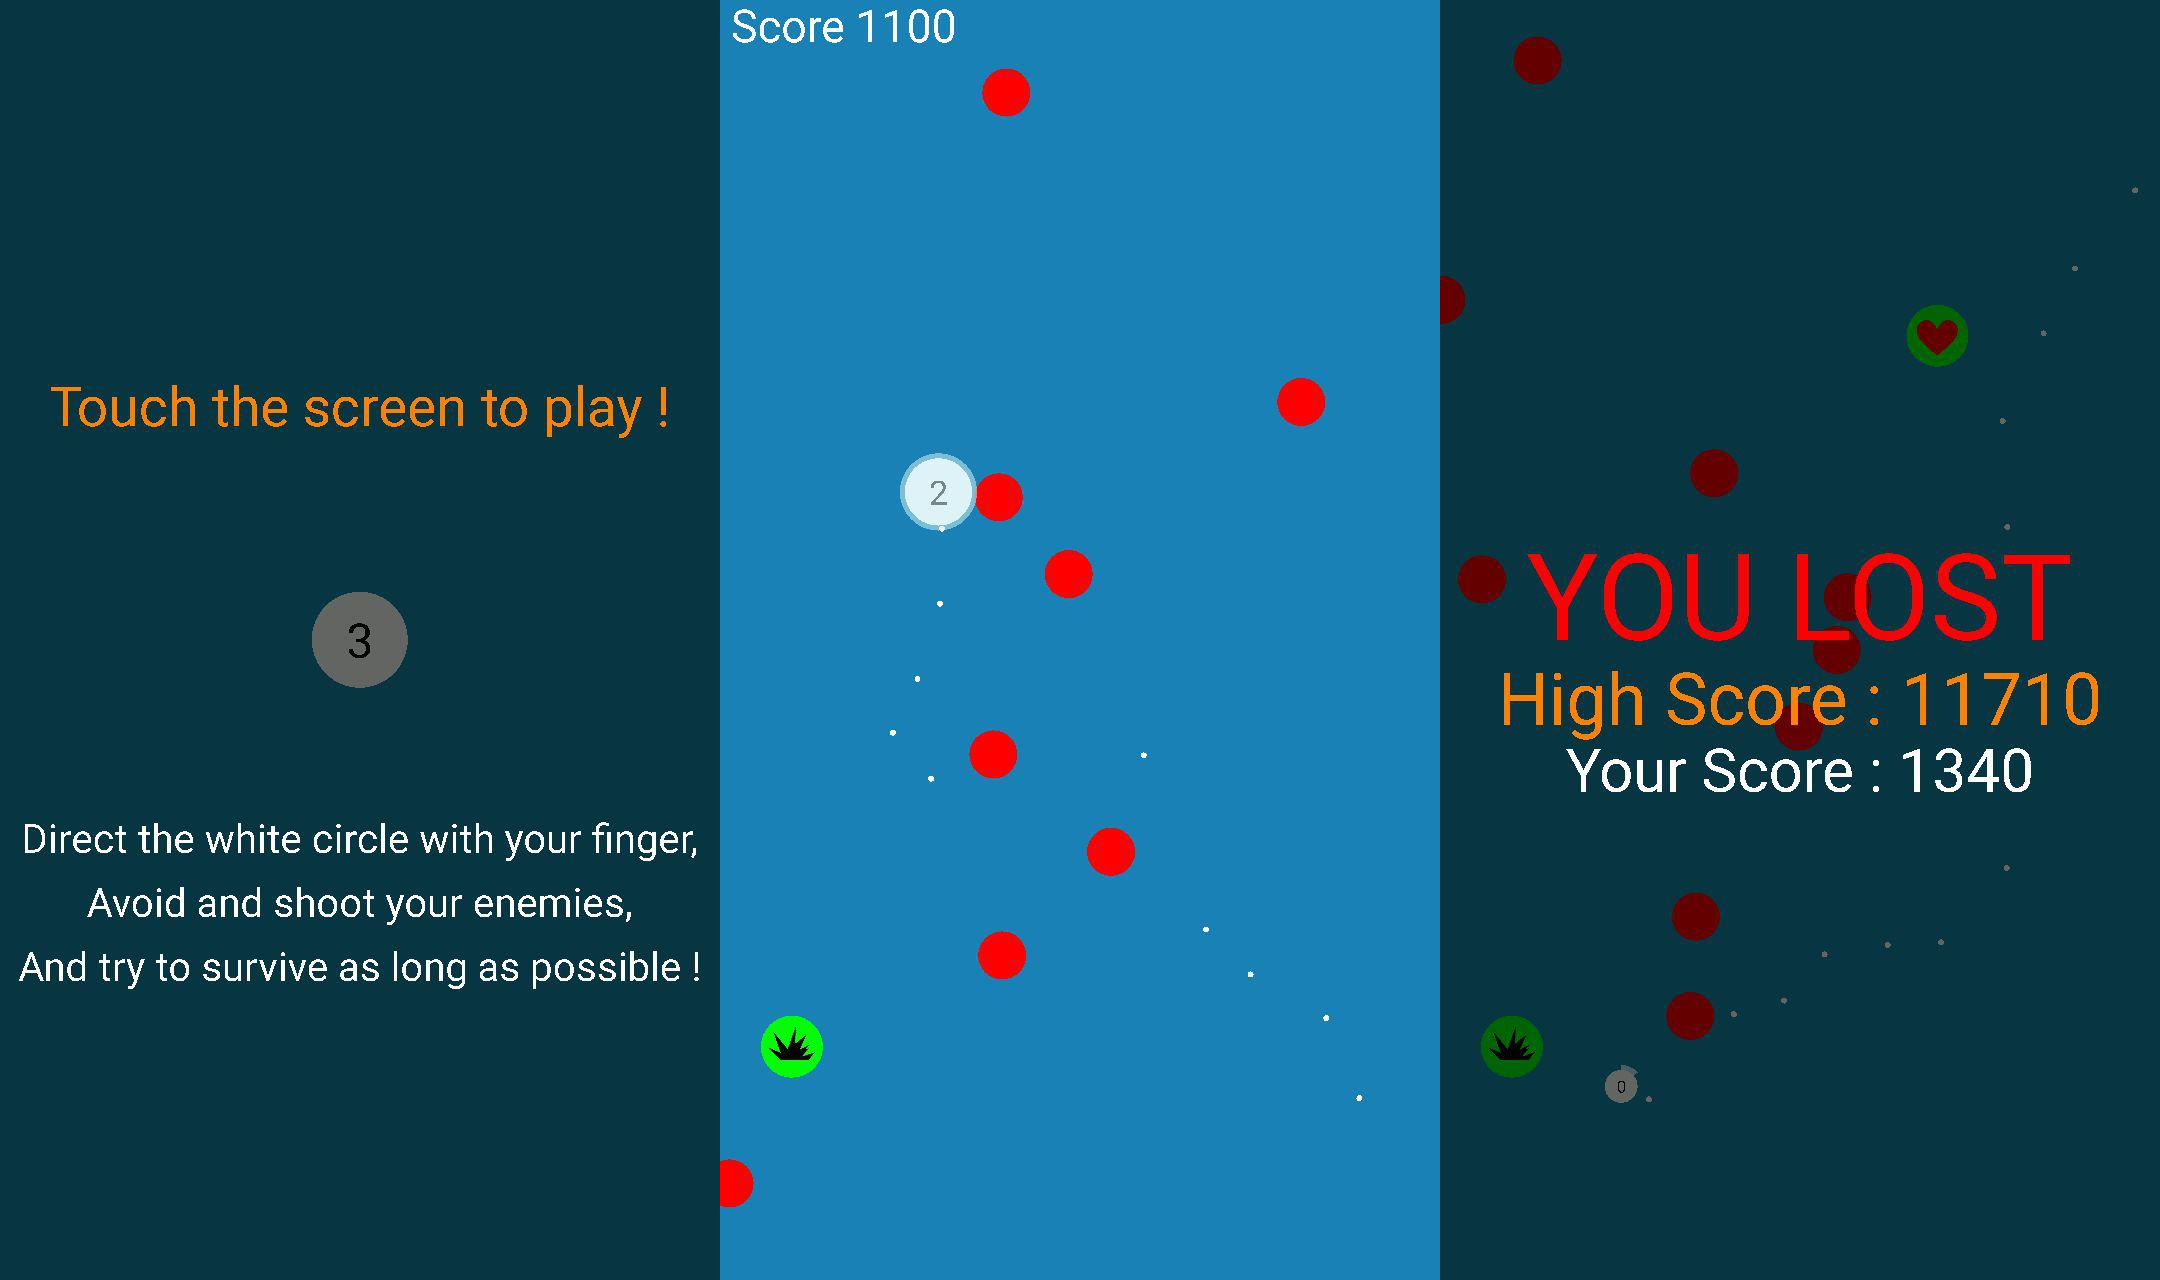 Touch the screen to play !
3
Direct the white circle with your finger,
Avoid and shoot your enemies,
And try to survive as long as possible !
Score 1100
2
YOU LOST
High Score : 11710
Your Score : 1340
0